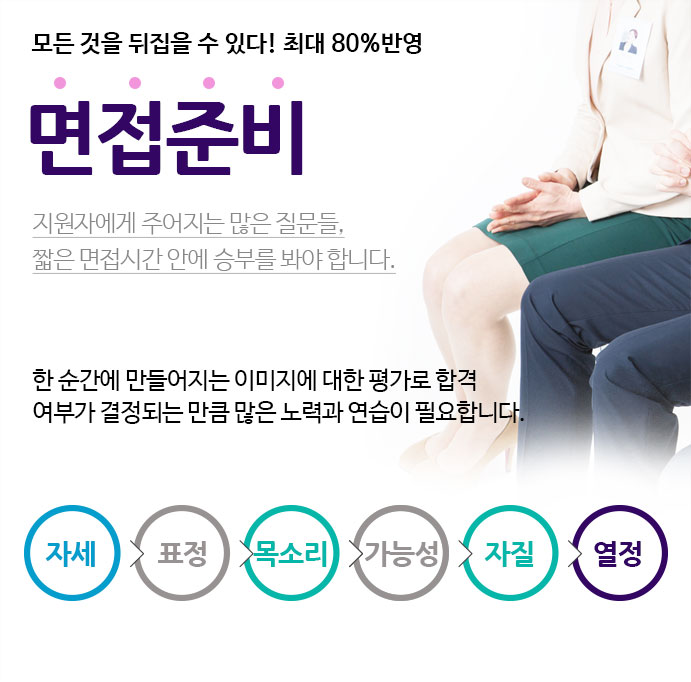 모든 것을 뒤집을 수 있다! 최대 80%반영
면접준비
지원자에게 주어지는 많은 질문들,
짧은 면접시간 안에 승부를 봐야 합니다.
한 순간에 만들어지는 이미지에 대한 평가로 합격
여부가 결정되는 만큼 많은 노력과 연습이 필요합니다.
자세 표정 목소리 가능성 자질 열정